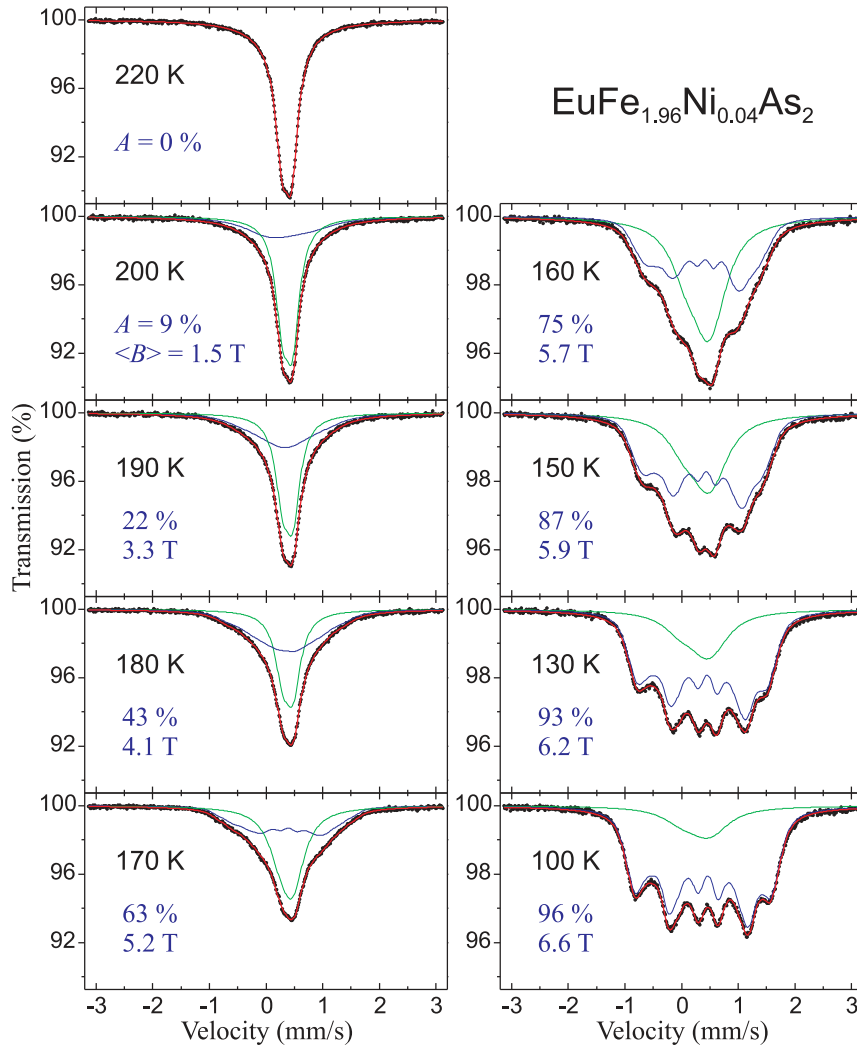 EuFe1.96Ni0.04As2
Transmission (%)
100
96
92
90
220 K
A = 0 %
100
96
92
200 K
A = 9 %
<B> = 1.5 T
100
96
92
190 K
22 %
3.3 T
100
96
92
180 K
43 %
4.1 T
100
96
92
170 K
63 %
5.2 T
-3 -2 -1 0 1 2 3
Velocity (mm/s)
100
98
96
160 K
75 %
5.7 T
100
98
96
150 K
87 %
5.9 T
100
98
96
130 K
93 %
6.2 T
100
98
96
100 K
96 %
6.6 T
-3 -2 -1 0 1 2 3
Velocity (mm/s)